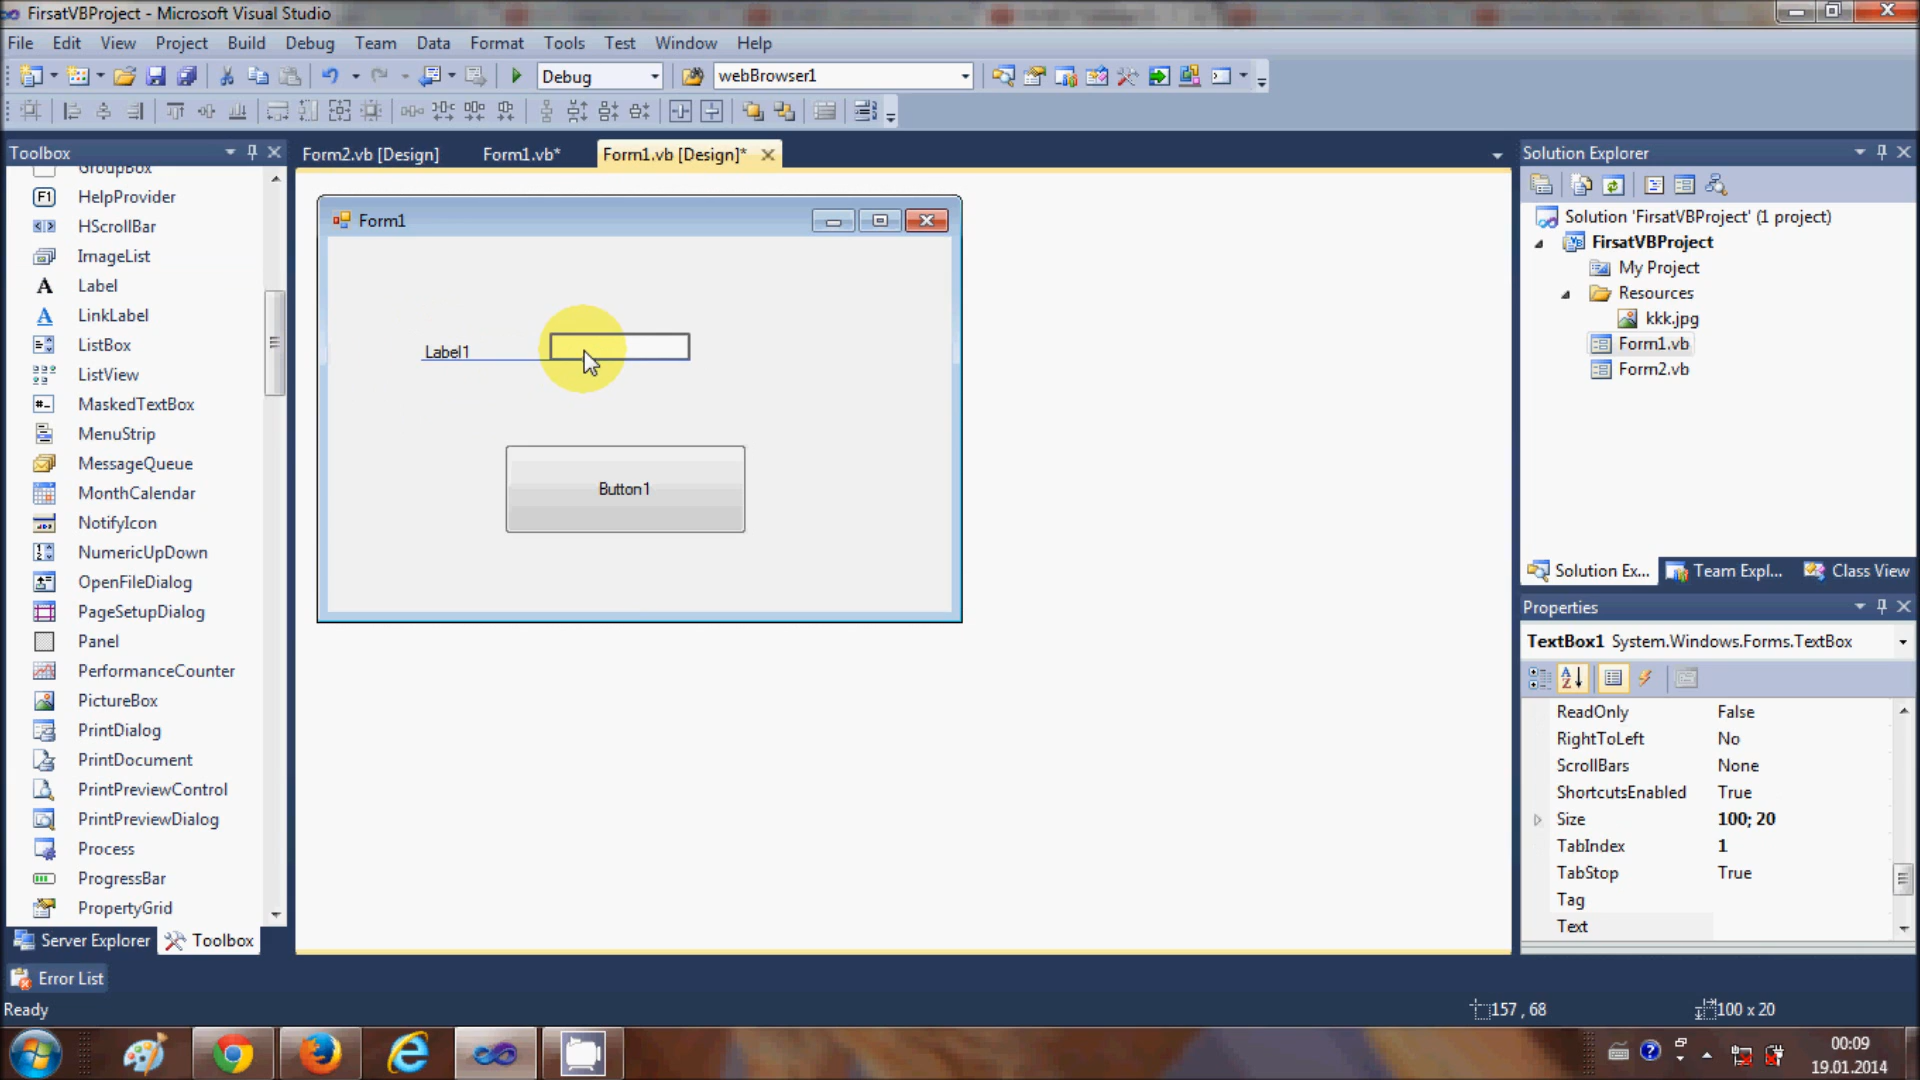 FirsatVBProject - Microsoft Visual Studio
File Edit View Project Build Debug Team Data Format Tools Test Window Help
Debug webBrowser1
Toolbox
Form2.vb [Design] Form1.vb* Form1.vb [Design]*
Solution Explorer
GroupBox
HelpProvider
HScrollBar
ImageList
Label
LinkLabel
ListBox
ListView
MaskedTextBox
MenuStrip
MessageQueue
MonthCalendar
NotifyIcon
NumericUpDown
OpenFileDialog
PageSetupDialog
Panel
PerformanceCounter
PictureBox
PrintDialog
PrintDocument
PrintPreviewControl
PrintPreviewDialog
Process
ProgressBar
PropertyGrid
Server Explorer Toolbox
Form1
Label1
Button1
Solution 'FirsatVBProject' (1 project)
FirsatVBProject
My Project
Resources
kkk.jpg
Form1.vb
Form2.vb
Solution Ex... Team Expl... Class View
Properties
TextBox1 System.Windows.Forms.TextBox
ReadOnly False
RightToLeft No
ScrollBars None
ShortcutsEnabled True
Size 100; 20
TabIndex 1
TabStop True
Tag
Text
Error List
Ready
157 , 68
100 x 20
00:09
19.01.2014